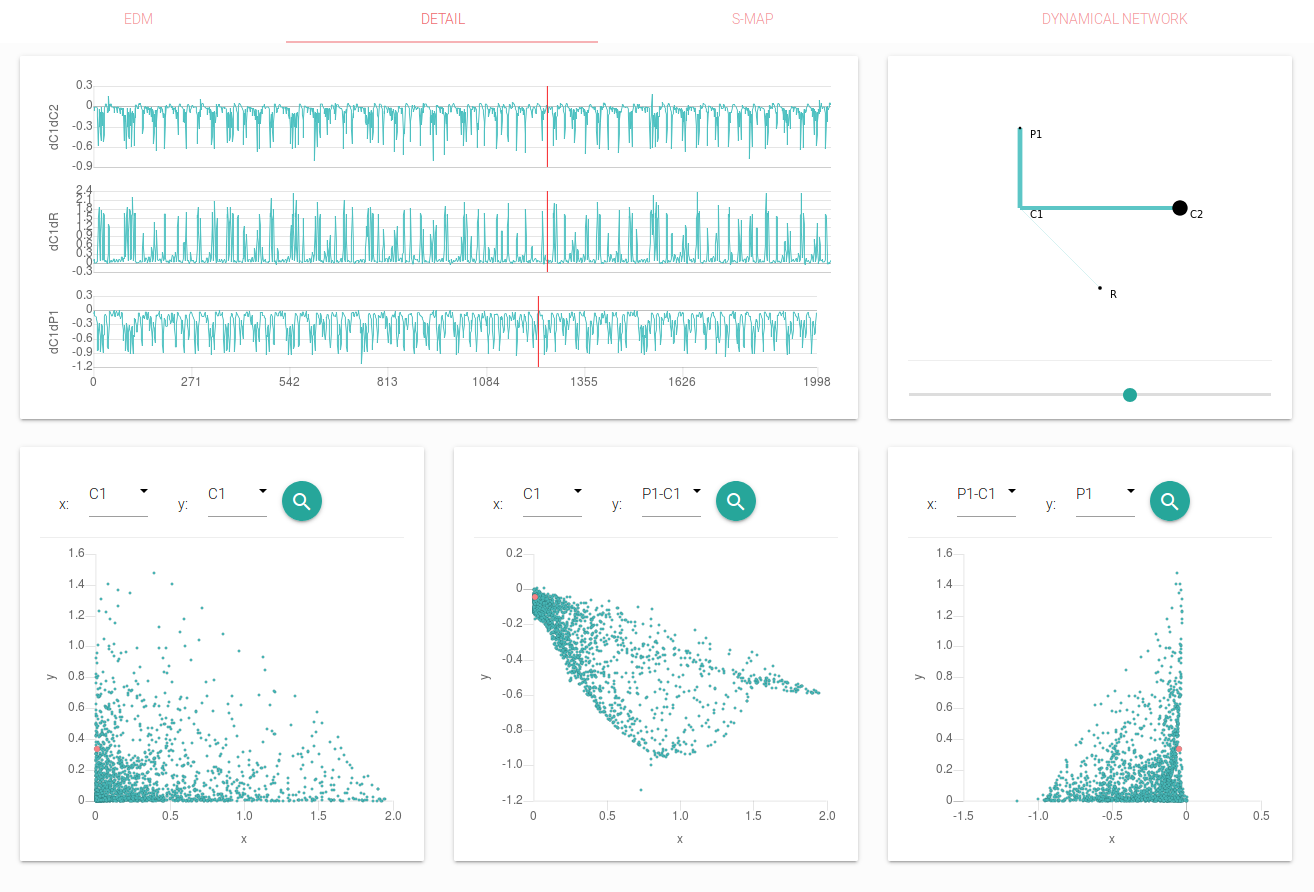 EDM DETAIL S-MAP DYNAMICAL NETWORK
dC1dC2
0.3
0
-0.3
-0.6
-0.9
dC1dR
2.4
2.1
1.8
1.5
1.2
0.9
0.6
0.3
0
-0.3
dC1dP1
0.3
0
-0.3
-0.6
-0.9
-1.2
0 271 542 813 1084 1355 1626 1998
P1
C1
C2
R
x: C1 y: C1
y
1.6
1.4
1.2
1.0
0.8
0.6
0.4
0.2
0
0 0.5 1.0 1.5 2.0
x
x: C1 y: P1-C1
y
0.2
0
-0.2
-0.4
-0.6
-0.8
-1.0
-1.2
0 0.5 1.0 1.5 2.0
x
x: P1-C1 y: P1
y
1.6
1.4
1.2
1.0
0.8
0.6
0.4
0.2
0
-1.5 -1.0 -0.5 0 0.5
x